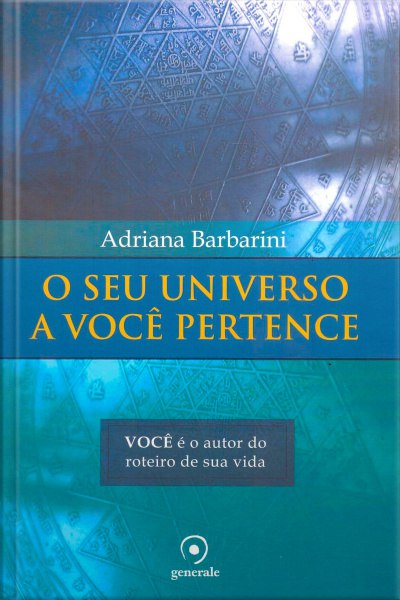 Adriana Barbarini
O SEU UNIVERSO
A VOCÊ PERTENCE
VOCÊ é o autor do
roteiro de sua vida
generale